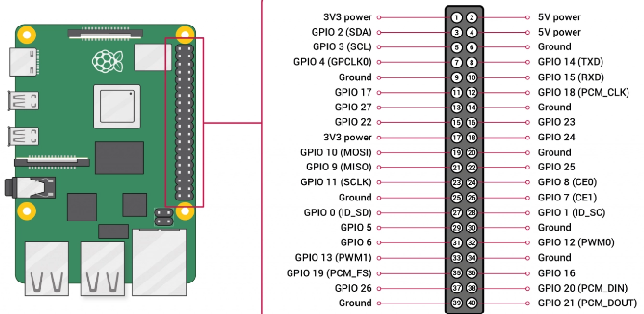 3V3 power 1 2 5V power
GPIO 2 (SDA) 3 4 5V power
GPIO 3 (SCL) 5 6 Ground
GPIO 4 (GPCLK0) 7 8 GPIO 14 (TXD)
Ground 9 10 GPIO 15 (RXD)
GPIO 17 11 12 GPIO 18 (PCM_CLK)
GPIO 27 13 14 Ground
GPIO 22 15 16 GPIO 23
3V3 power 17 18 GPIO 24
GPIO 10 (MOSI) 19 20 Ground
GPIO 9 (MISO) 21 22 GPIO 25
GPIO 11 (SCLK) 23 24 GPIO 8 (CE0)
Ground 25 26 GPIO 7 (CE1)
GPIO 0 (ID_SD) 27 28 GPIO 1 (ID_SC)
GPIO 5 29 30 Ground
GPIO 6 31 32 GPIO 12 (PWM0)
GPIO 13 (PWM1) 33 34 Ground
GPIO 19 (PCM_FS) 35 36 GPIO 16
GPIO 26 37 38 GPIO 20 (PCM_DIN)
Ground 39 40 GPIO 21 (PCM_DOUT)